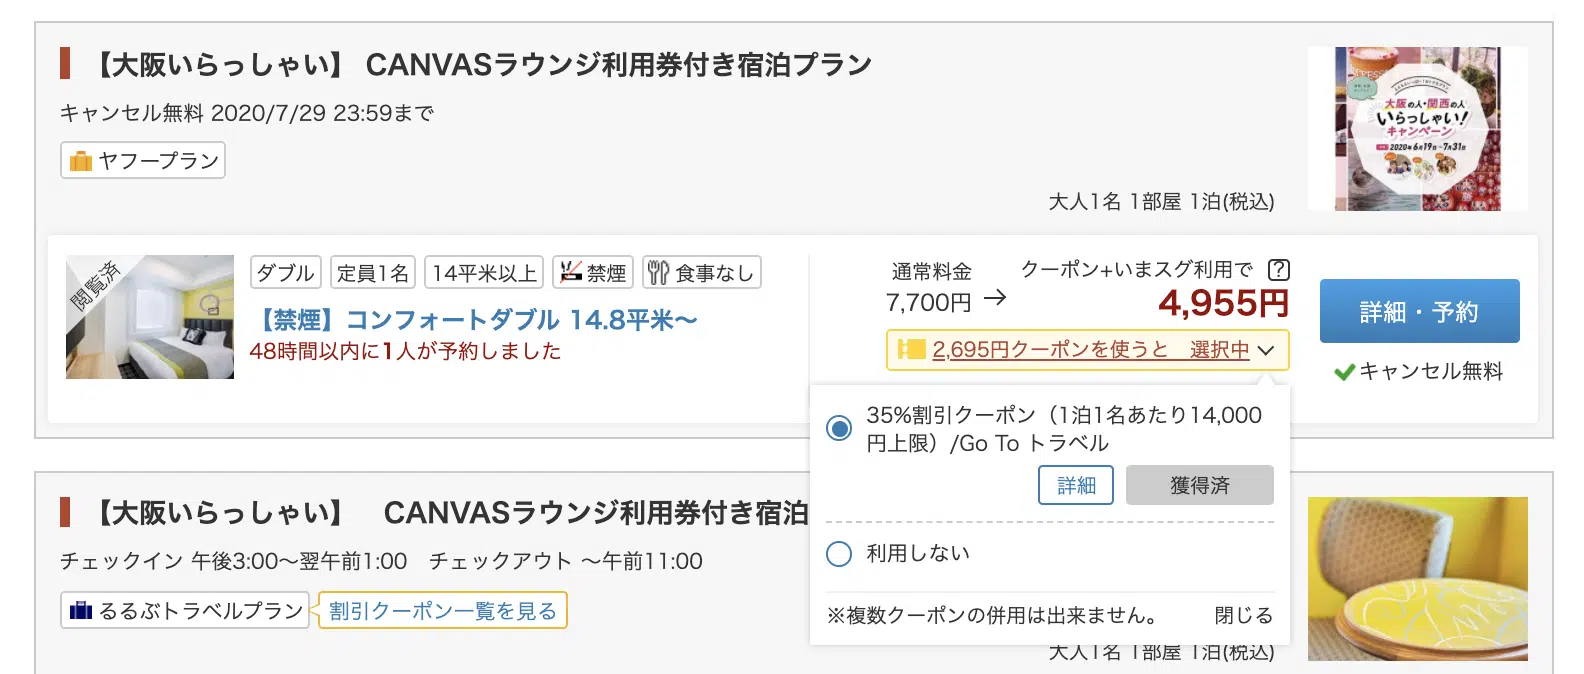 【大阪いらっしゃい】 CANVASラウンジ利用券付き宿泊プラン
キャンセル無料 2020/7/29 23:59まで
ヤフープラン
大人1名 1部屋 1泊(税込)
大阪の人・関西の人
いらっしゃい!
キャンペーン
2020年6月19日~7月31日
閲覧済
ダブル 定員1名 14平米以上 禁煙 食事なし
【禁煙】コンフォートダブル 14.8平米〜
48時間以内に1人が予約しました
通常料金
7,700円 →
クーポン+いまスグ利用で ?
4,955円
2,695円クーポンを使うと 選択中
詳細・予約
キャンセル無料
35%割引クーポン（1泊1名あたり14,000
円上限）/Go To トラベル
詳細 獲得済
利用しない
※複数クーポンの併用は出来ません。 閉じる
【大阪いらっしゃい】 CANVASラウンジ利用券付き宿泊
チェックイン 午後3:00〜翌午前1:00 チェックアウト 〜午前11:00
るるぶトラベルプラン 割引クーポン一覧を見る
大人1名 1部屋 1泊(税込)